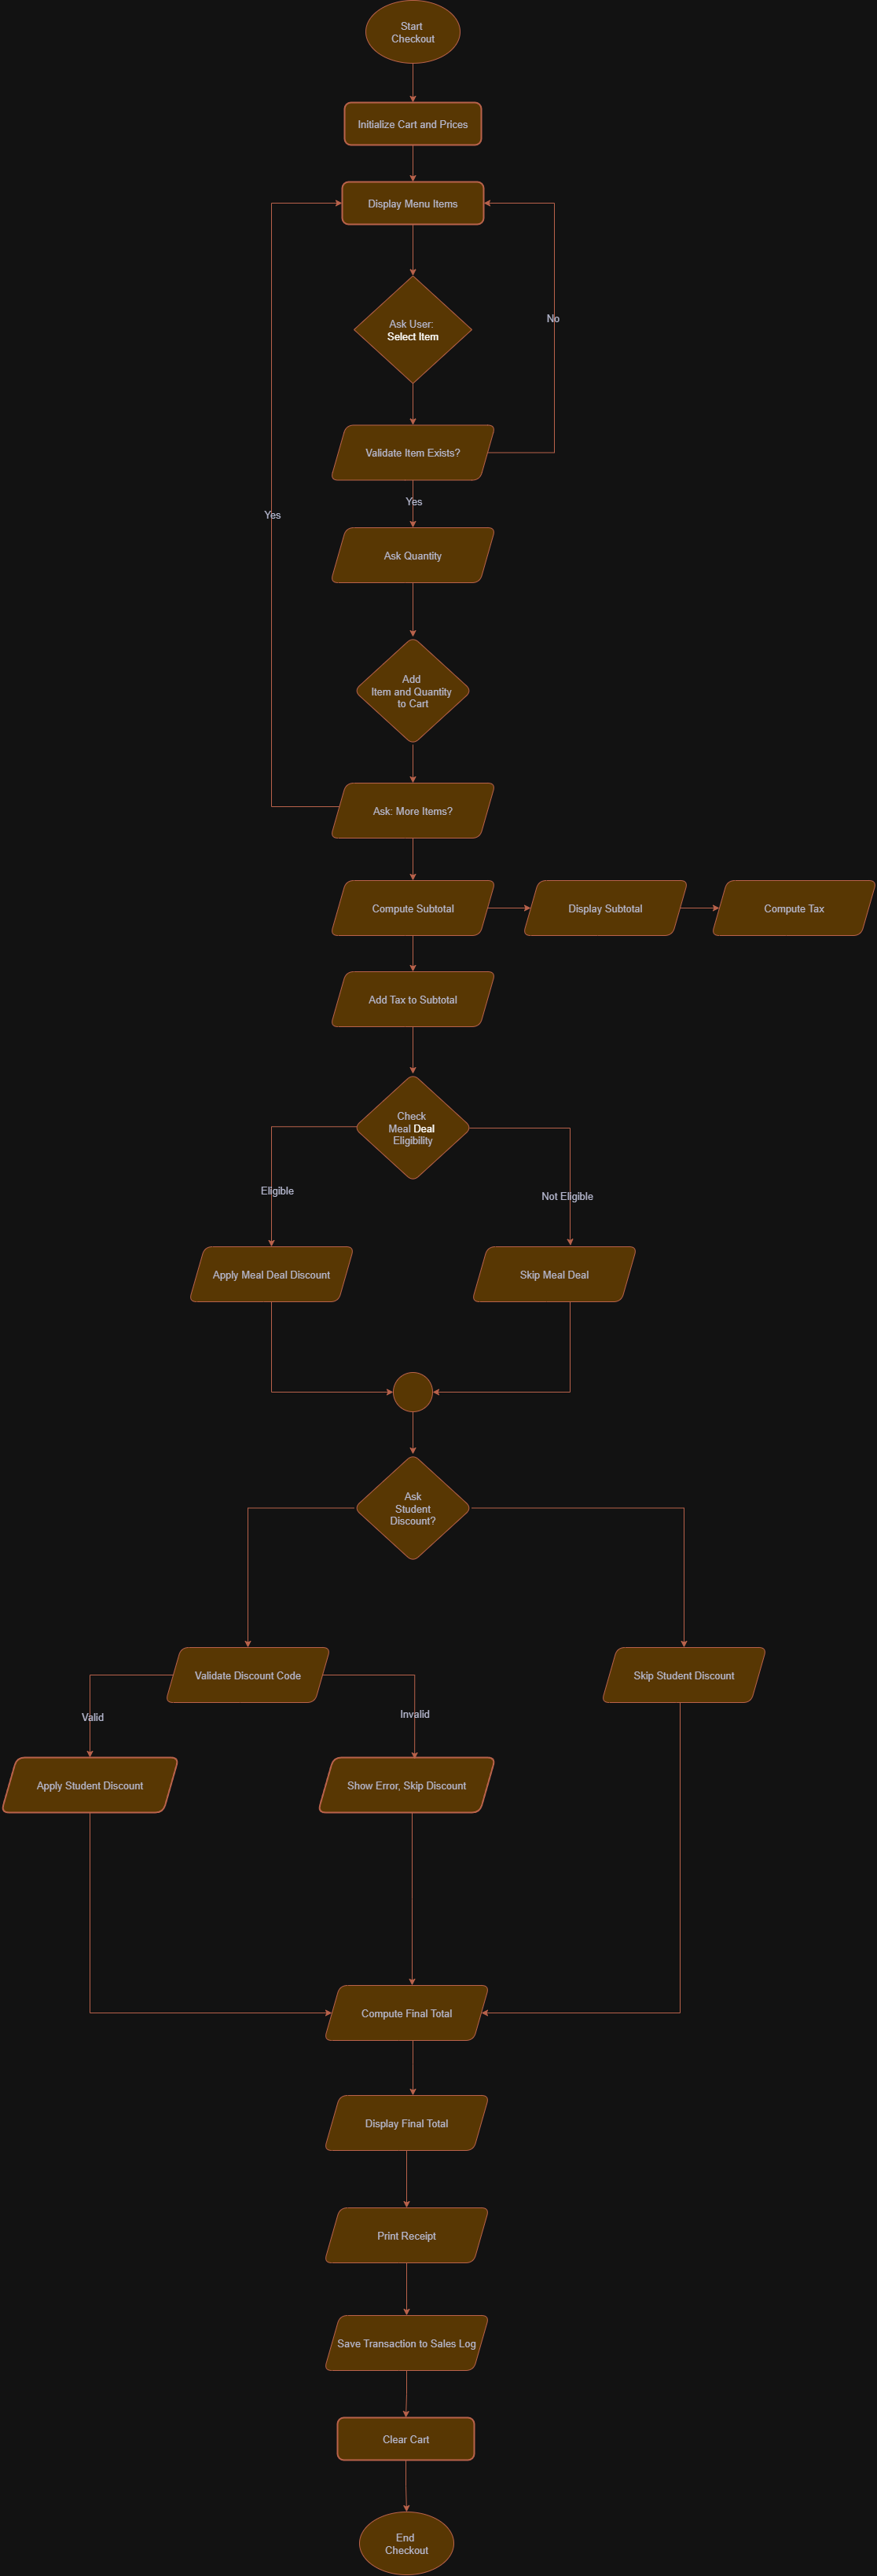 Start
Checkout
Initialize Cart and Prices
Display Menu Items
Ask User:
Select Item
No
Validate Item Exists?
Yes
Yes
Ask Quantity
Add
Item and Quantity
to Cart
Ask: More Items?
Compute Subtotal
Display Subtotal
Compute Tax
Add Tax to Subtotal
Check
Meal Deal
Eligibility
Eligible
Not Eligible
Apply Meal Deal Discount
Skip Meal Deal
Ask
Student
Discount?
Validate Discount Code
Skip Student Discount
Valid
Invalid
Apply Student Discount
Show Error, Skip Discount
Compute Final Total
Display Final Total
Print Receipt
Save Transaction to Sales Log
Clear Cart
End
Checkout